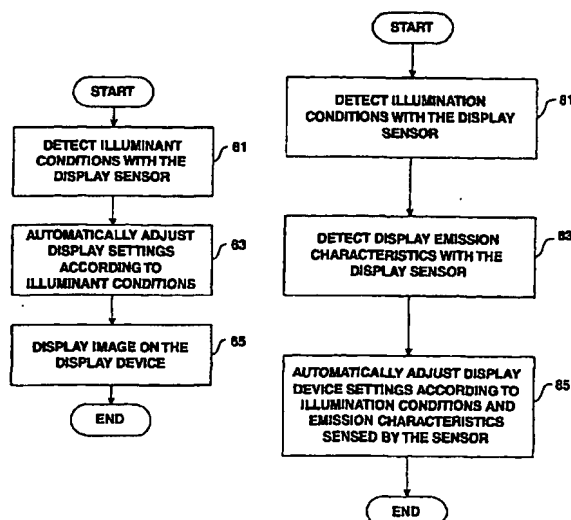 START
DETECT ILLUMINANT
CONDITIONS WITH THE
DISPLAY SENSOR
61
AUTOMATICALLY ADJUST
DISPLAY SETTINGS
ACCORDING TO
ILLUMINANT CONDITIONS
63
DISPLAY IMAGE ON THE
DISPLAY DEVICE
65
END
START
DETECT ILLUMINATION
CONDITIONS WITH THE DISPLAY
SENSOR
81
DETECT DISPLAY EMISSION
CHARACTERISTICS WITH THE
DISPLAY SENSOR
83
AUTOMATICALLY ADJUST DISPLAY
DEVICE SETTINGS ACCORDING TO
ILLUMINATION CONDITIONS AND
EMISSION CHARACTERISTICS
SENSED BY THE SENSOR
85
END